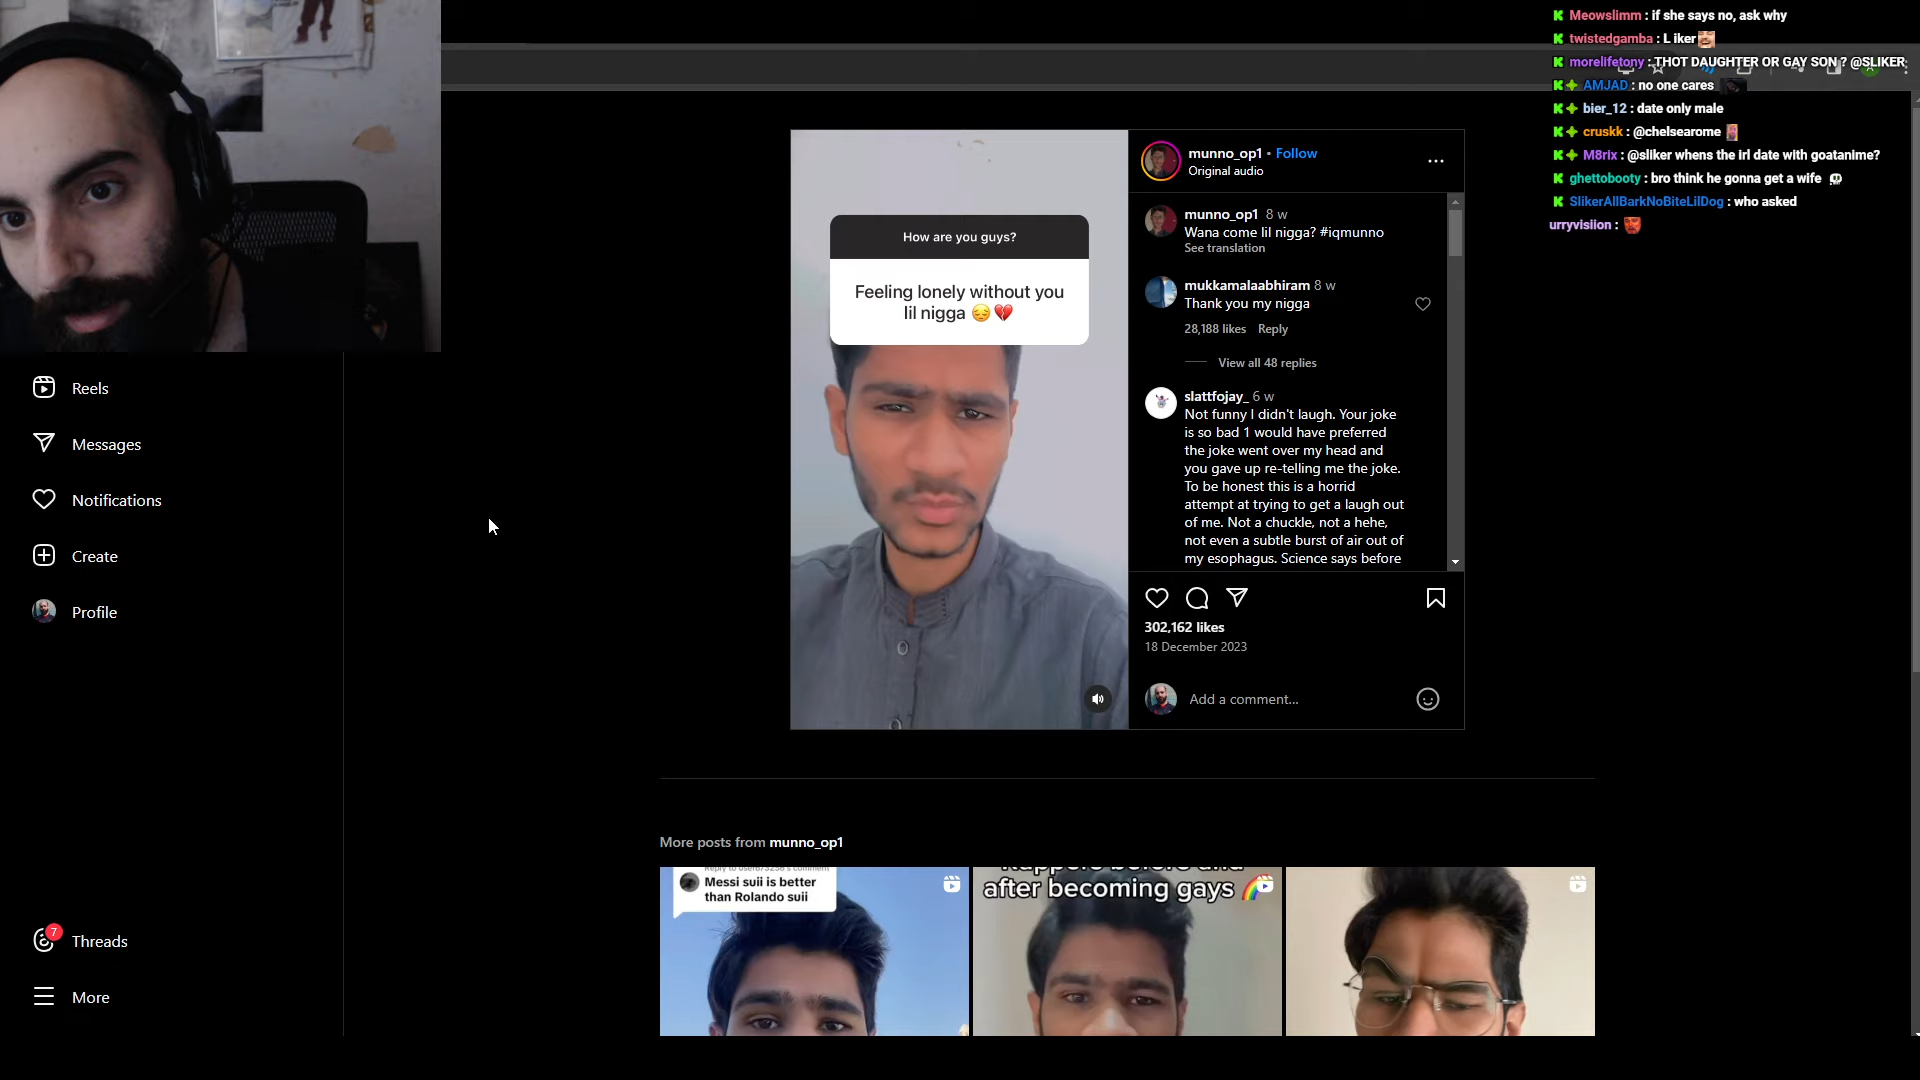 Meowslimm : if she says no, ask why
twistedgamba : L iker
morelifetony : THOT DAUGHTER OR GAY SON ? @SLIKER
AMJAD : no one cares
bier_12 : date only male
cruskk : @chelsearome
M8rix : @sliker whens the irl date with goatanime?
ghettobooty : bro think he gonna get a wife
SlikerAllBarkNoBiteLilDog : who asked
urryvisiion :
Reels
Messages
Notifications
Create
Profile
7
Threads
More
How are you guys?
Feeling lonely without you
lil nigga 😔💔
munno_op1 • Follow
Original audio
munno_op1 8 w
Wana come lil nigga? #iqmunno
See translation
mukkamalaabhiram 8 w
Thank you my nigga
28,188 likes Reply
View all 48 replies
slattfojay_ 6 w
Not funny I didn't laugh. Your joke
is so bad 1 would have preferred
the joke went over my head and
you gave up re-telling me the joke.
To be honest this is a horrid
attempt at trying to get a laugh out
of me. Not a chuckle, not a hehe,
not even a subtle burst of air out of
my esophagus. Science says before
302,162 likes
18 December 2023
Add a comment...
More posts from munno_op1
Messi suii is better
than Rolando suii
after becoming gays 🌈